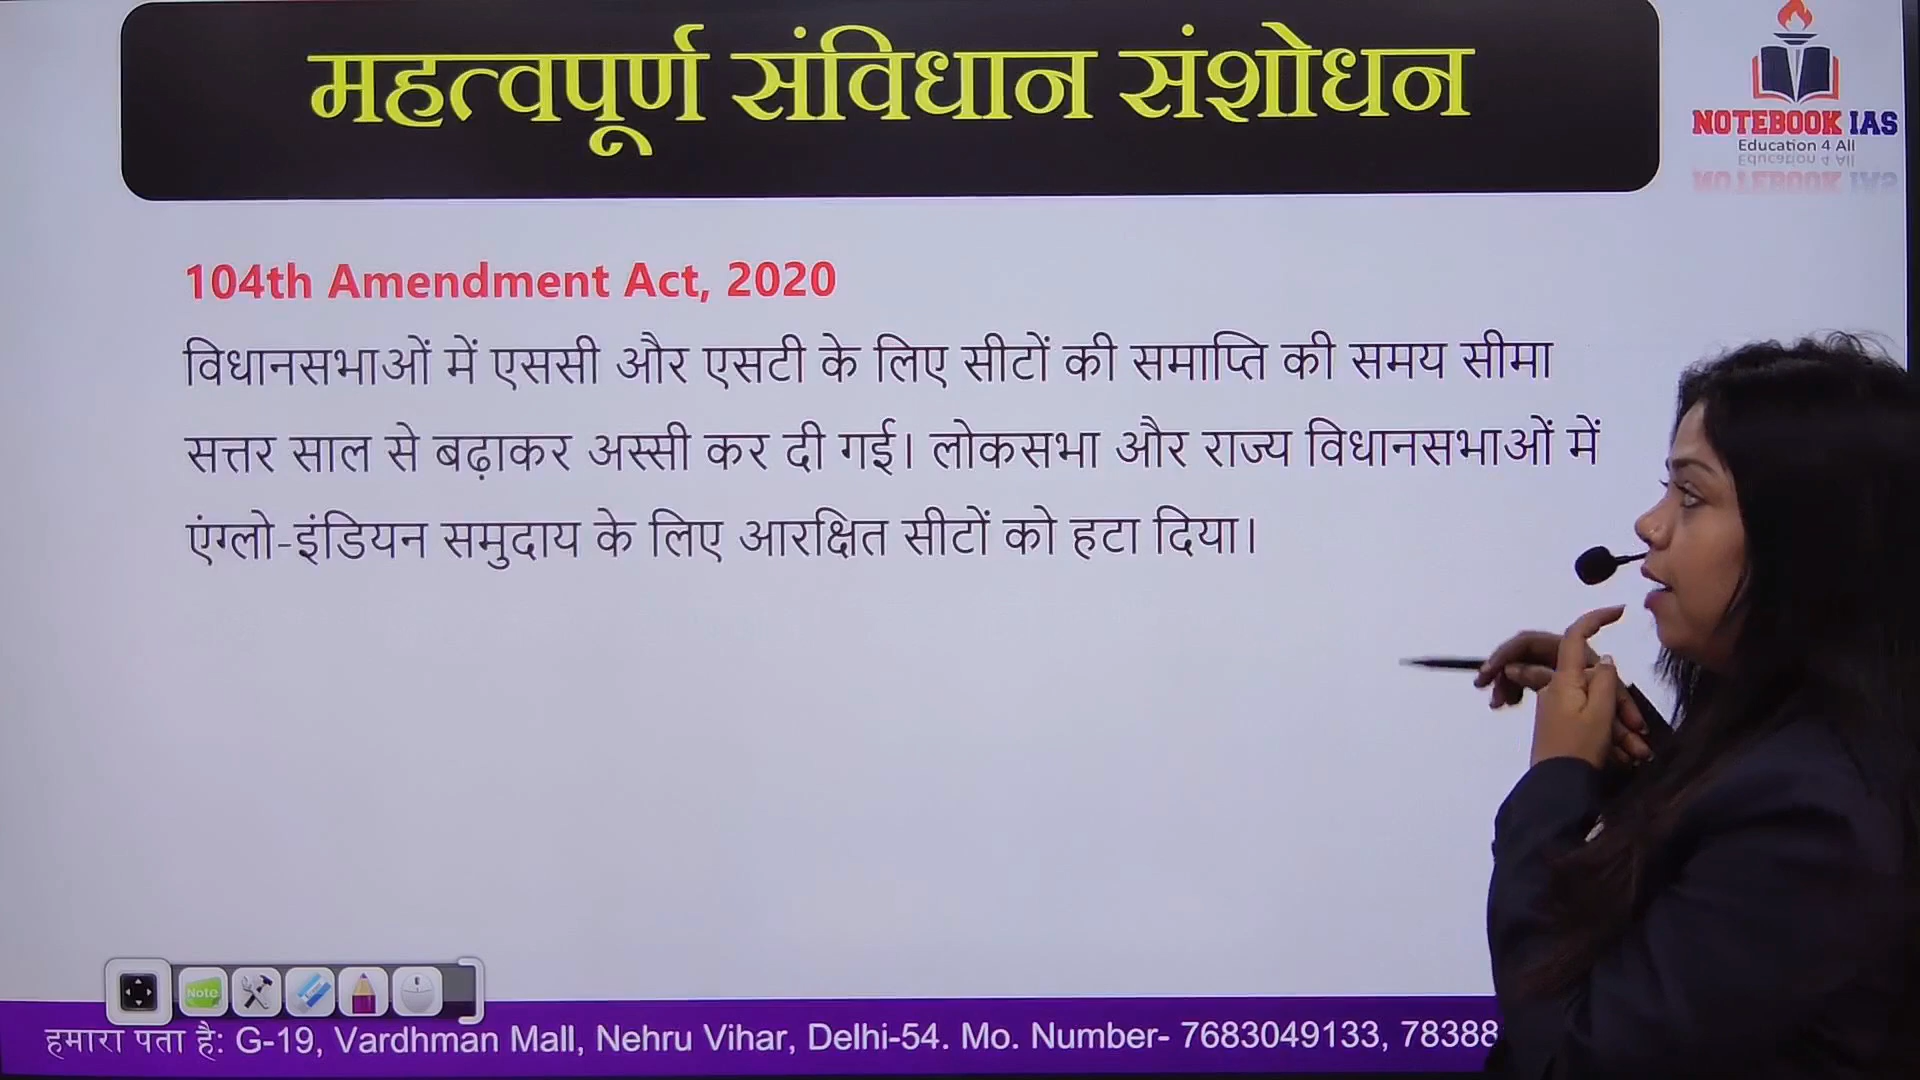 महत्वपूर्ण संविधान संशोधन
NOTEBOOK IAS
Education 4 All
104th Amendment Act, 2020
विधानसभाओं में एससी और एसटी के लिए सीटों की समाप्ति की समय सीमा
सत्तर साल से बढ़ाकर अस्सी कर दी गई। लोकसभा और राज्य विधानसभाओं में
एंग्लो-इंडियन समुदाय के लिए आरक्षित सीटों को हटा दिया।
Note
हमारा पता है: G-19, Vardhman Mall, Nehru Vihar, Delhi-54. Mo. Number- 7683049133, 78388